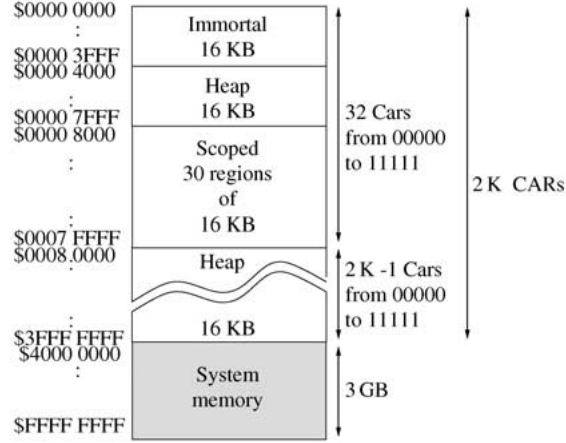 $0000 0000
:
$0000 3FFF
$0000 4000
:
$0000 7FFF
$0000 8000
:
:
$0007 FFFF
$0008.0000
:
$3FFF FFFF
$4000 0000
:
$FFFF FFFF
Immortal
16 KB
Heap
16 KB
Scoped
30 regions
of
16 KB
Heap
16 KB
System
memory
32 Cars
from 00000
to 11111
2 K -1 Cars
from 00000
to 11111
3 GB
2 K CARs